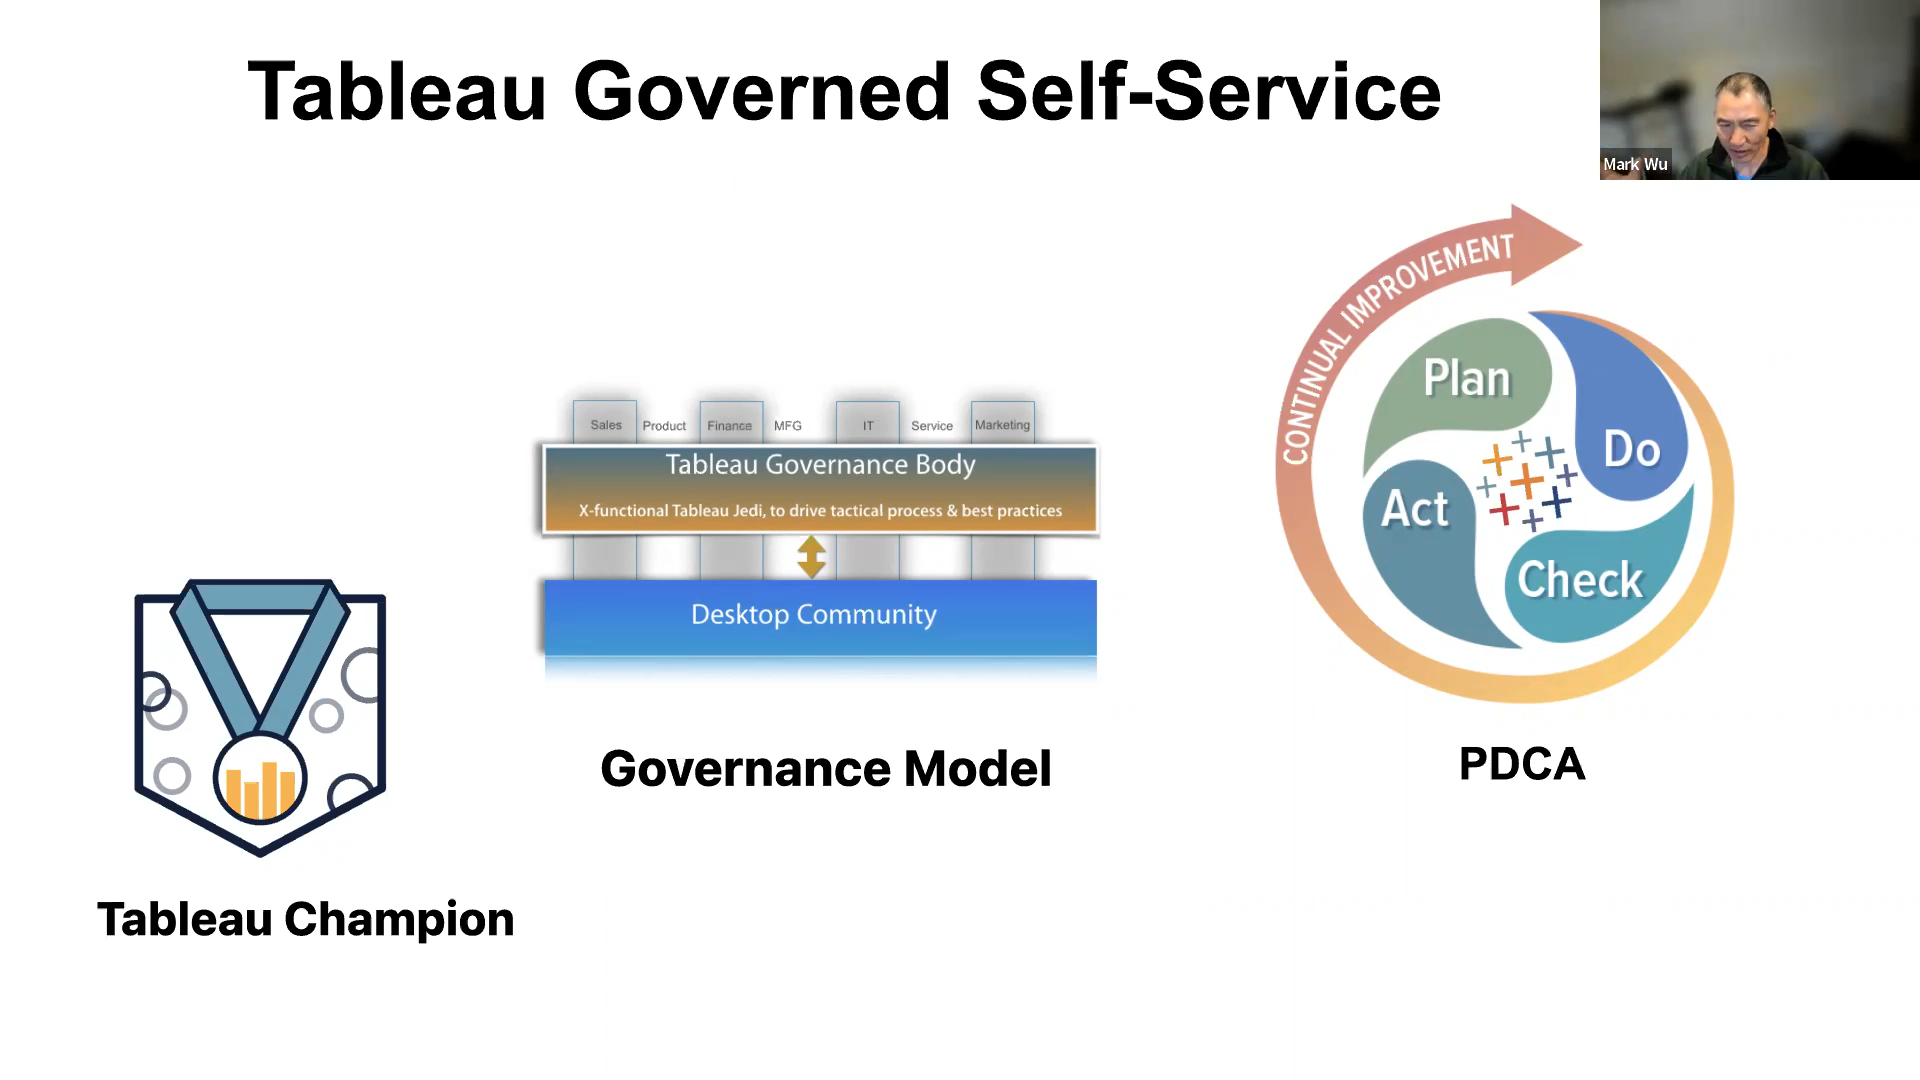 Tableau Governed Self-Service
Mark Wu
CONTINUAL IMPROVEMENT
Plan
Do
Act
Check
PDCA
Sales Product Finance MFG IT Service Marketing
Tableau Governance Body
X-functional Tableau Jedi, to drive tactical process & best practices
Desktop Community
Governance Model
Tableau Champion